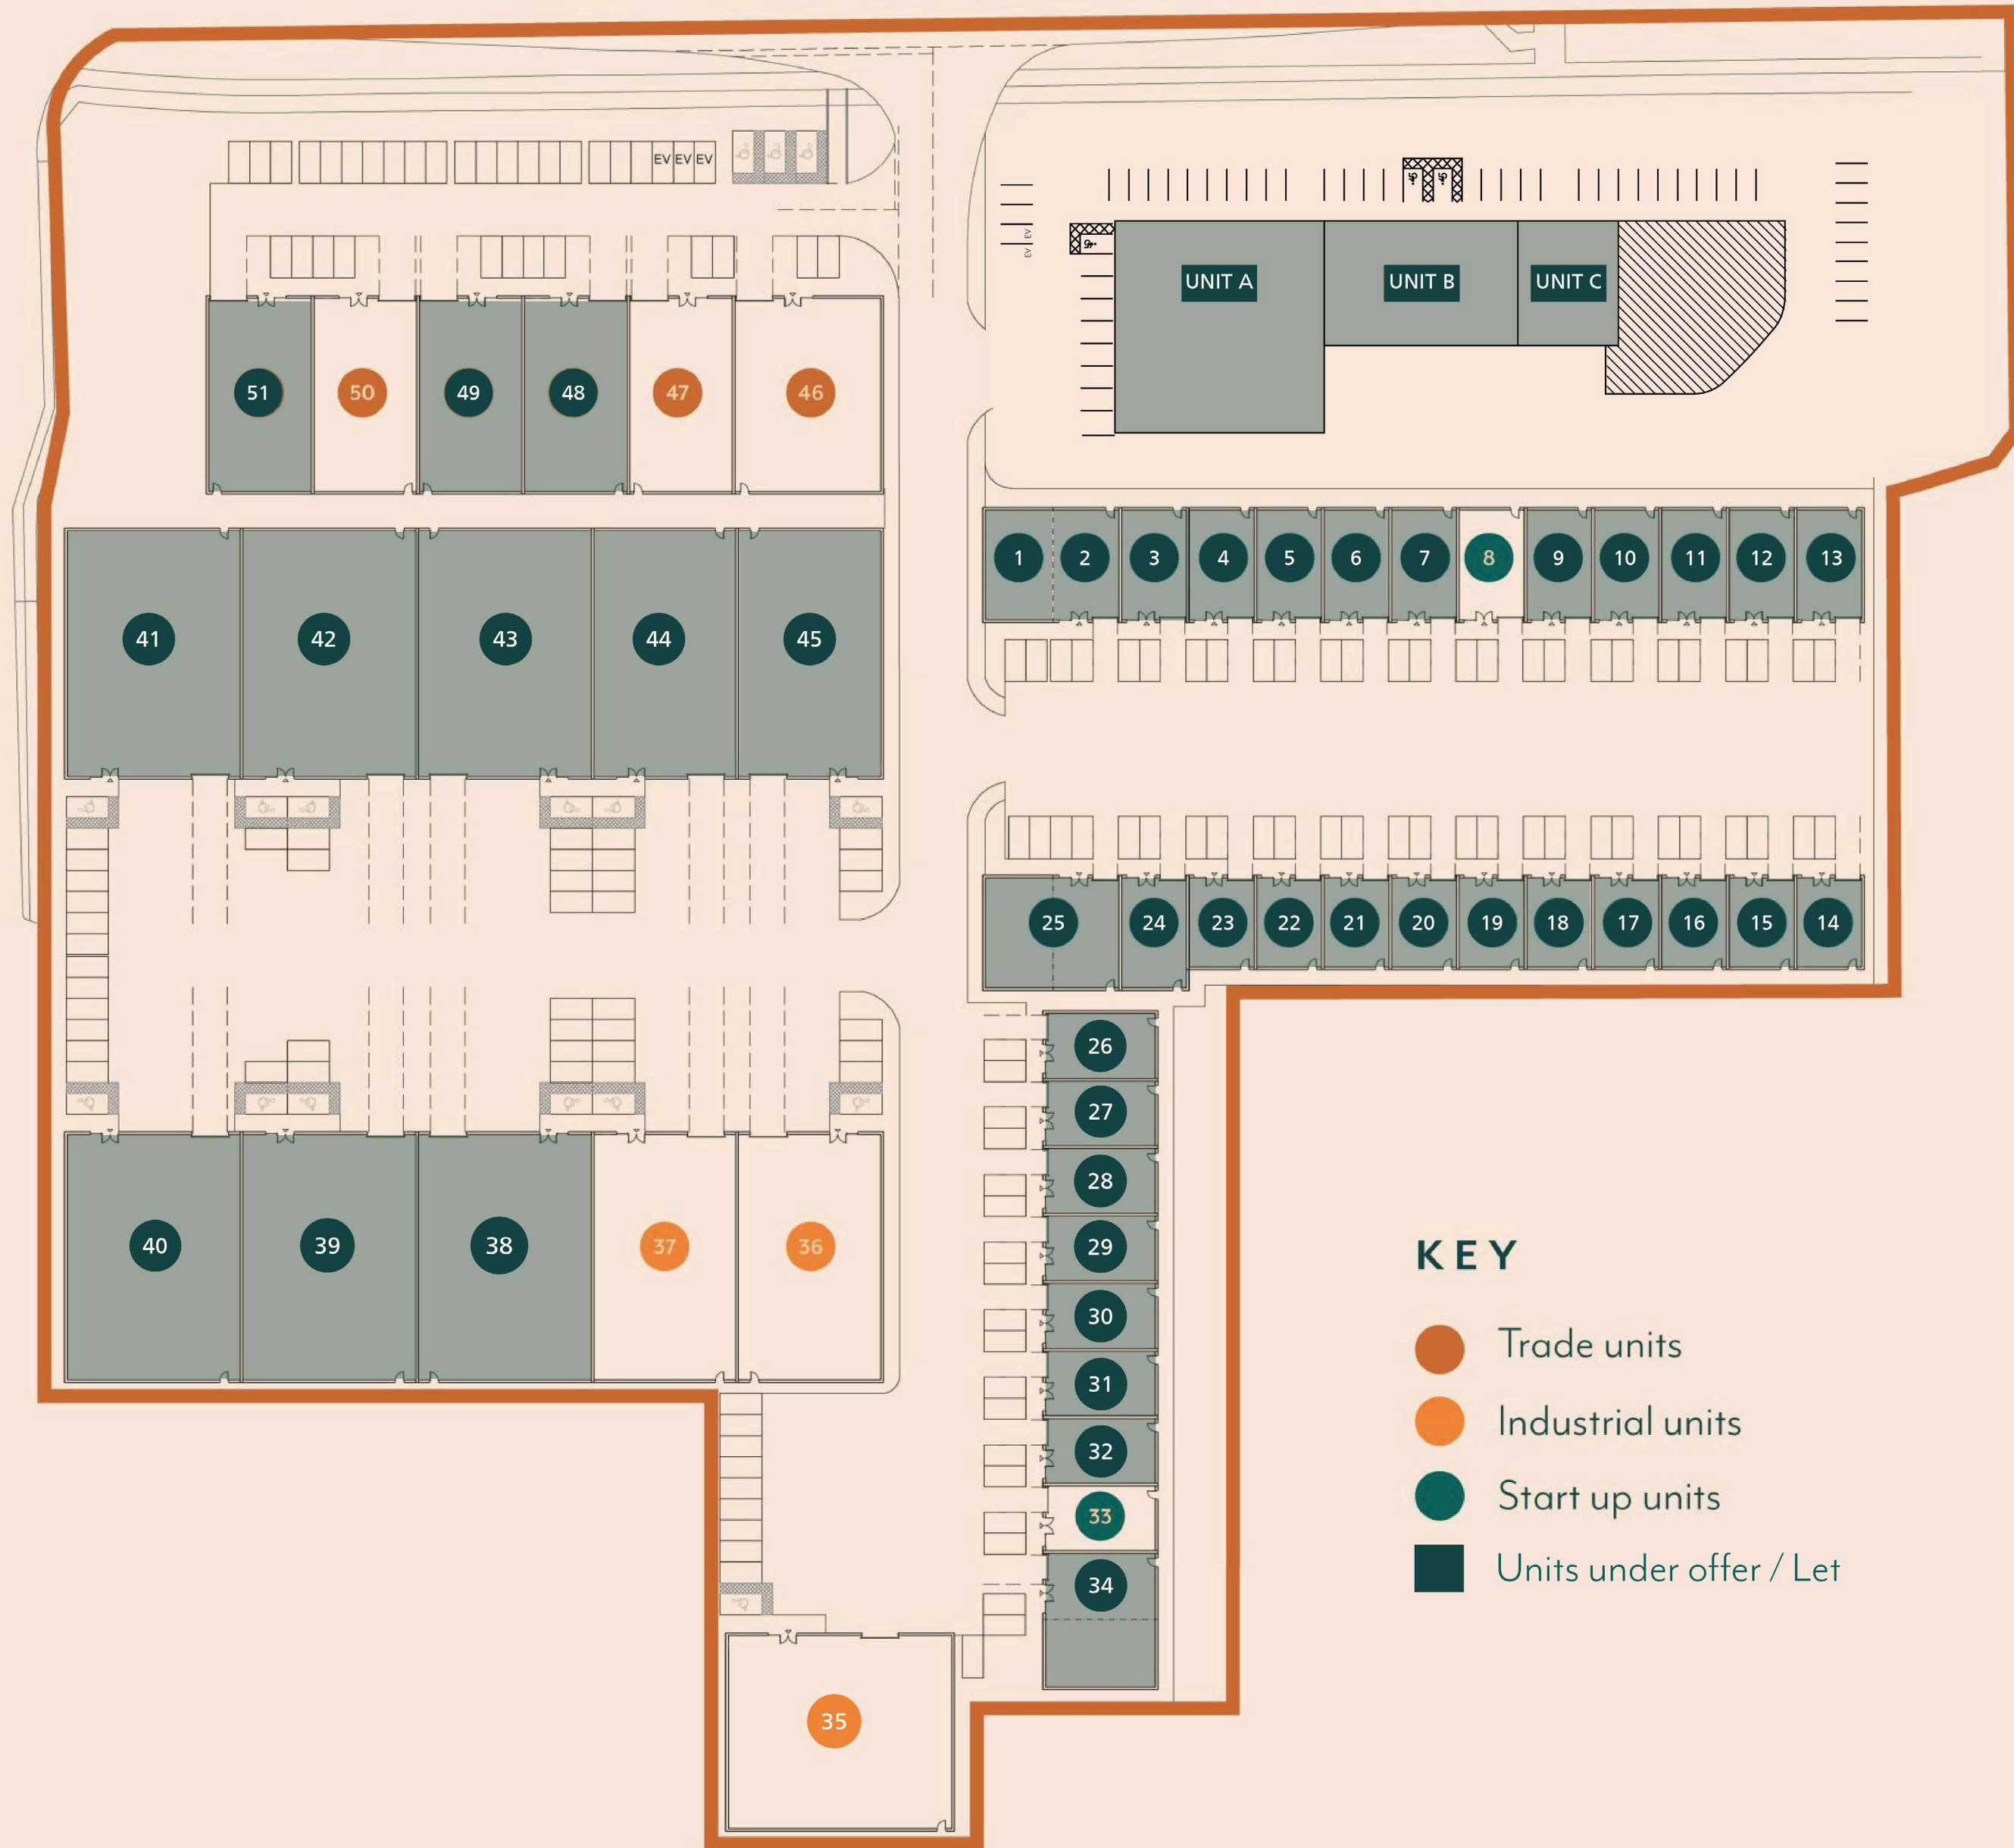 EV EV EV
EV EV
UNIT A UNIT B UNIT C
51 50 49 48 47 46
1 2 3 4 5 6 7 8 9 10 11 12 13
41 42 43 44 45
25 24 23 22 21 20 19 18 17 16 15 14
26
27
28
29
30
31
32
33
34
40 39 38 37 36
35
KEY
Trade units
Industrial units
Start up units
Units under offer / Let